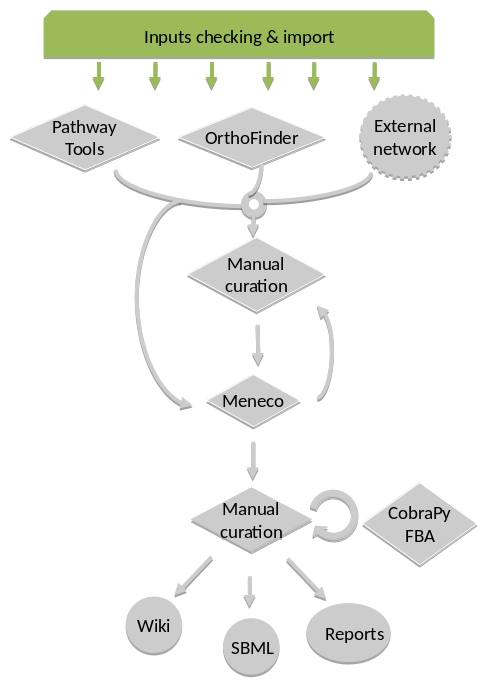 Inputs checking & import
Pathway
Tools
OrthoFinder
External
network
Manual
curation
Meneco
Manual
curation
CobraPy
FBA
Wiki
SBML
Reports